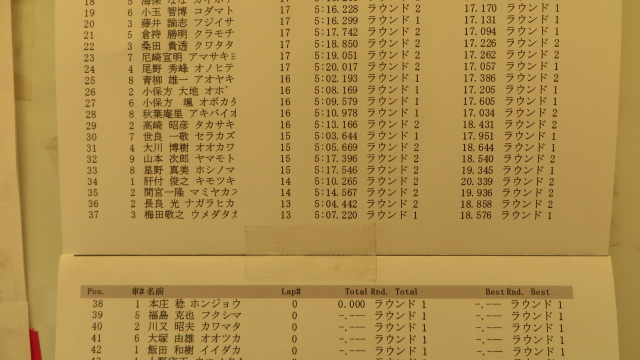 19 6 小玉 智博 コダマト 17 5:16.228 ラウンド 2 17.170 ラウンド 1
20 3 藤井 諭志 フジイサ 17 5:16.299 ラウンド 1 17.131 ラウンド 1
21 5 倉持 勝明 クラモチ 17 5:17.742 ラウンド 2 17.094 ラウンド 1
22 3 桑田 貴透 クワタタ 17 5:18.850 ラウンド 2 17.226 ラウンド 2
23 7 尼崎宣明 アマサキヨ 17 5:19.051 ラウンド 2 17.262 ラウンド 2
24 4 尾野 秀峰 オノヒテ 17 5:20.017 ラウンド 2 17.057 ラウンド 1
25 8 青柳 雄一 アオヤキ 16 5:02.193 ラウンド 1 17.386 ラウンド 2
26 2 小保方 大地 オホ 16 5:08.169 ラウンド 1 17.205 ラウンド 1
27 6 小保方 颯 オボカタ 16 5:09.579 ラウンド 1 17.605 ラウンド 1
28 8 秋葉庵里 アキバイオ 16 5:10.978 ラウンド 1 17.034 ラウンド 2
29 2 高崎 昭彦 タカサキ 16 5:13.166 ラウンド 2 18.431 ラウンド 2
30 7 世良 一敬 セラカズ 15 5:03.644 ラウンド 1 17.951 ラウンド 1
31 4 大川 博樹 オオカワ 15 5:05.669 ラウンド 2 18.644 ラウンド 1
32 9 山本 次郎 ヤマモト 15 5:17.396 ラウンド 2 18.540 ラウンド 2
33 8 星野 真美 ホシノマ 15 5:17.546 ラウンド 2 19.345 ラウンド 1
34 1 肝付 俊之 キモツキ 14 5:10.265 ラウンド 2 20.339 ラウンド 2
35 2 間宮一隆 マミヤカス 14 5:14.567 ラウンド 2 19.936 ラウンド 2
36 2 長良 光 ナガラヒカ 13 5:04.442 ラウンド 2 18.858 ラウンド 2
37 3 梅田敬之 ウメダタカ 13 5:07.220 ラウンド 1 18.576 ラウンド 1
Pos. 車# 名前 Lap# Total Rnd. Total Best Rnd. Best
38 1 本庄 稔 ホンジョウ 0 0.000 ラウンド 1 -.--- ラウンド 1
39 5 福島 克也 フクシマ 0 -.--- ラウンド 1 -.--- ラウンド 1
40 2 川又 昭夫 カワマタ 0 -.--- ラウンド 1 -.--- ラウンド 1
41 6 大塚 由雄 オオツカ 0 -.--- ラウンド 1 -.--- ラウンド 1
42 1 飯田 和樹 イイダカ 0 -.--- ラウンド 1 -.--- ラウンド 1